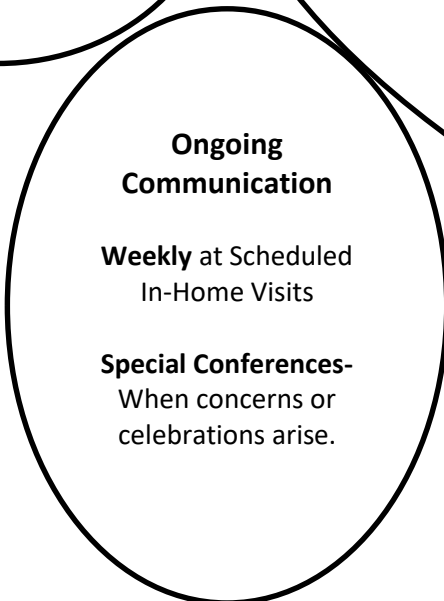 Ongoing
Communication
Weekly at Scheduled
In-Home Visits
Special Conferences-
When concerns or
celebrations arise.